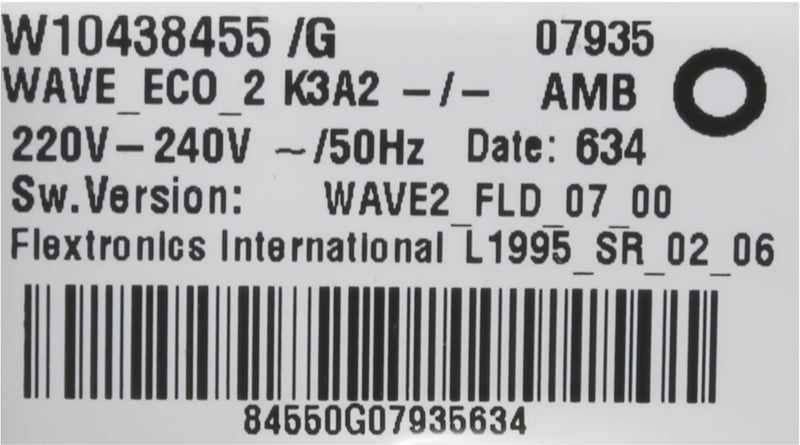 W10438455 /G 07935
WAVE_ECO_2 K3A2 -/- AMB
220V-240V ~/50Hz Date: 634
Sw.Version: WAVE2_FLD_07_00
Flextronics International L1995_SR_02_06
84550G07935634